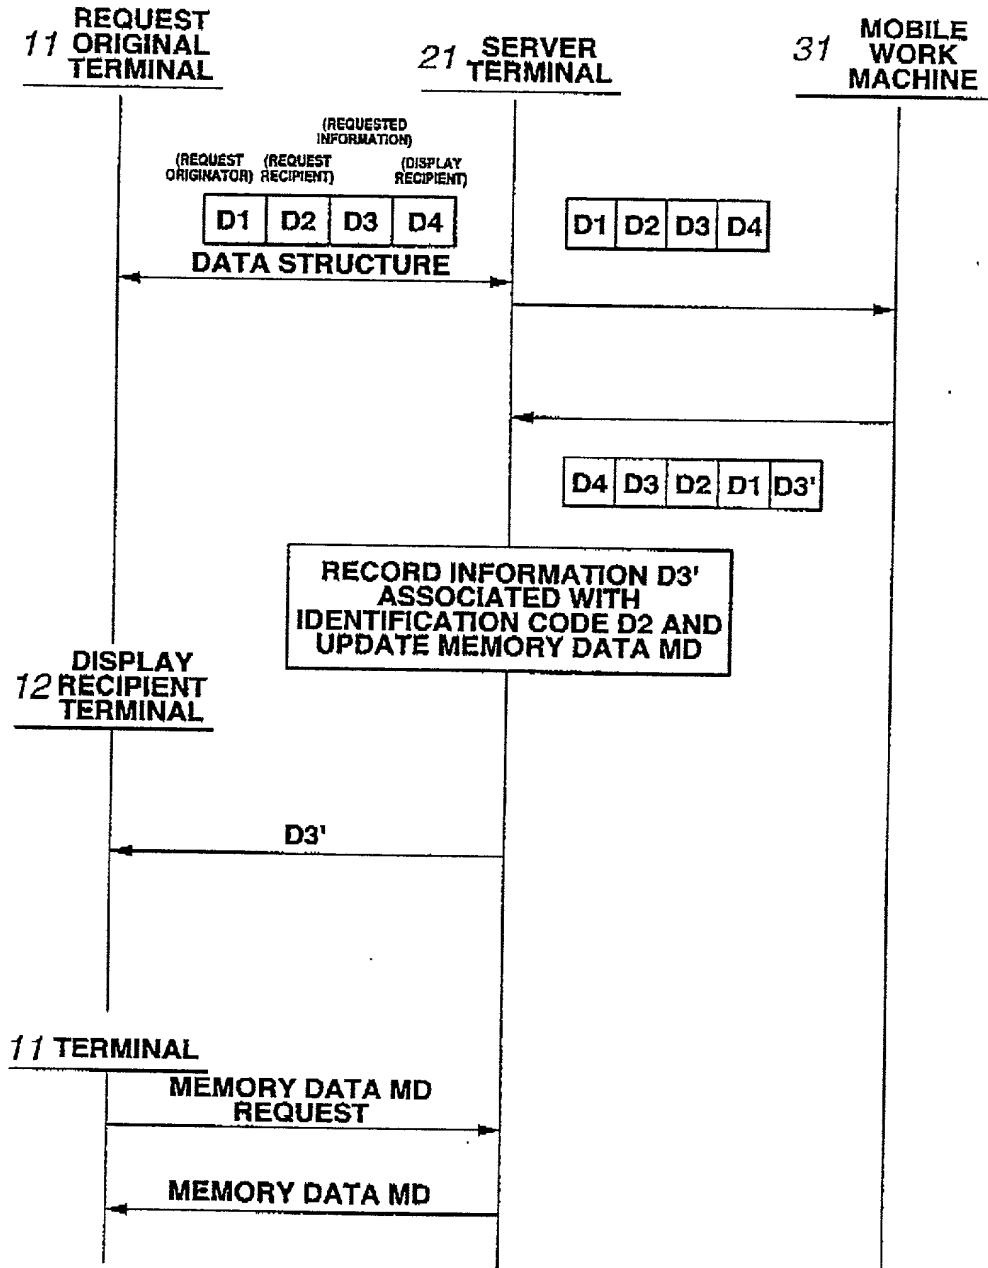 11 REQUEST
ORIGINAL
TERMINAL
21 SERVER
TERMINAL
31 MOBILE
WORK
MACHINE
(REQUESTED
INFORMATION)
(REQUEST
ORIGINATOR)
(REQUEST
RECIPIENT)
(DISPLAY
RECIPIENT)
D1 D2 D3 D4
DATA STRUCTURE
D1 D2 D3 D4
D4 D3 D2 D1 D3'
RECORD INFORMATION D3'
ASSOCIATED WITH
IDENTIFICATION CODE D2 AND
UPDATE MEMORY DATA MD
12 DISPLAY
RECIPIENT
TERMINAL
D3'
11 TERMINAL
MEMORY DATA MD
REQUEST
MEMORY DATA MD